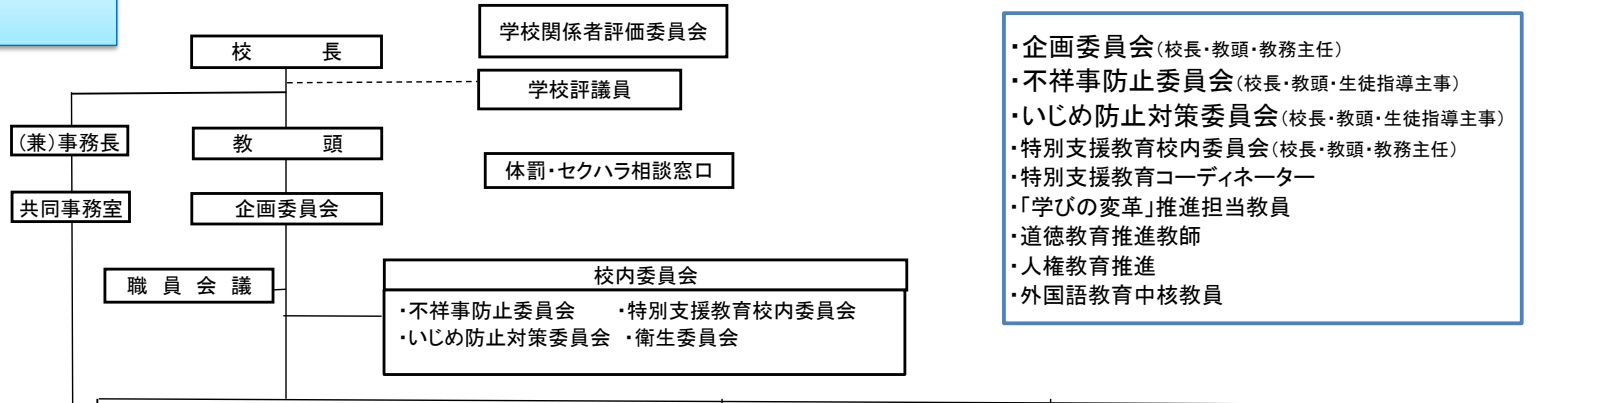 学校関係者評価委員会
校　　　長
学校評議員
(兼)事務長
教　　　頭
体罰・セクハラ相談窓口
共同事務室
企画委員会
職　員　会　議
校内委員会
・不祥事防止委員会　　・特別支援教育校内委員会
・いじめ防止対策委員会　・衛生委員会
・企画委員会(校長・教頭・教務主任)
・不祥事防止委員会(校長・教頭・生徒指導主事)
・いじめ防止対策委員会(校長・教頭・生徒指導主事)
・特別支援教育校内委員会(校長・教頭・教務主任)
・特別支援教育コーディネーター
・「学びの変革」推進担当教員
・道徳教育推進教師
・人権教育推進
・外国語教育中核教員